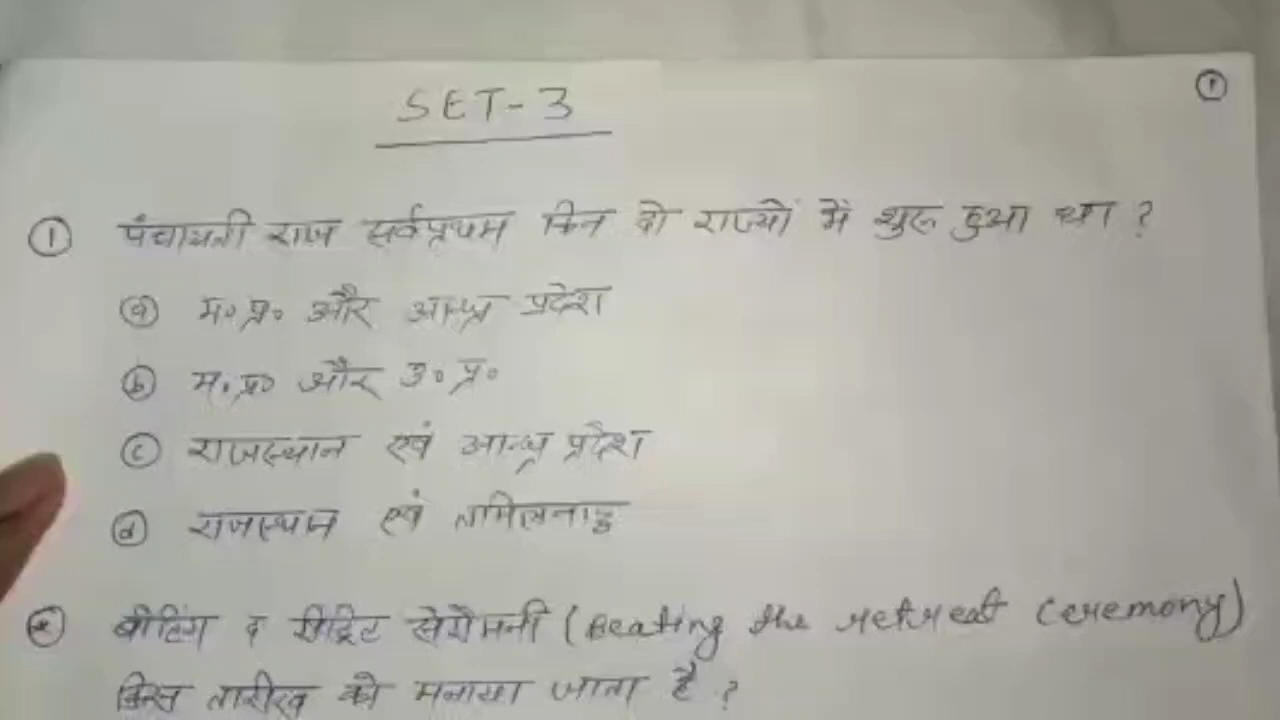 SET-3
① पंचायती राज सर्वप्रथम किन दो राज्यों में शुरू हुआ था ?
ⓐ म॰ प्र॰ और आन्ध्र प्रदेश
ⓑ म॰ प्र॰ और उ॰ प्र॰
ⓒ राजस्थान एवं आन्ध्र प्रदेश
ⓓ राजस्थान एवं तमिलनाडु
② बीटिंग द रीट्रिट सेरेमनी (Beating the retreat Ceremony)
किस तारीख को मनाया जाता है ?